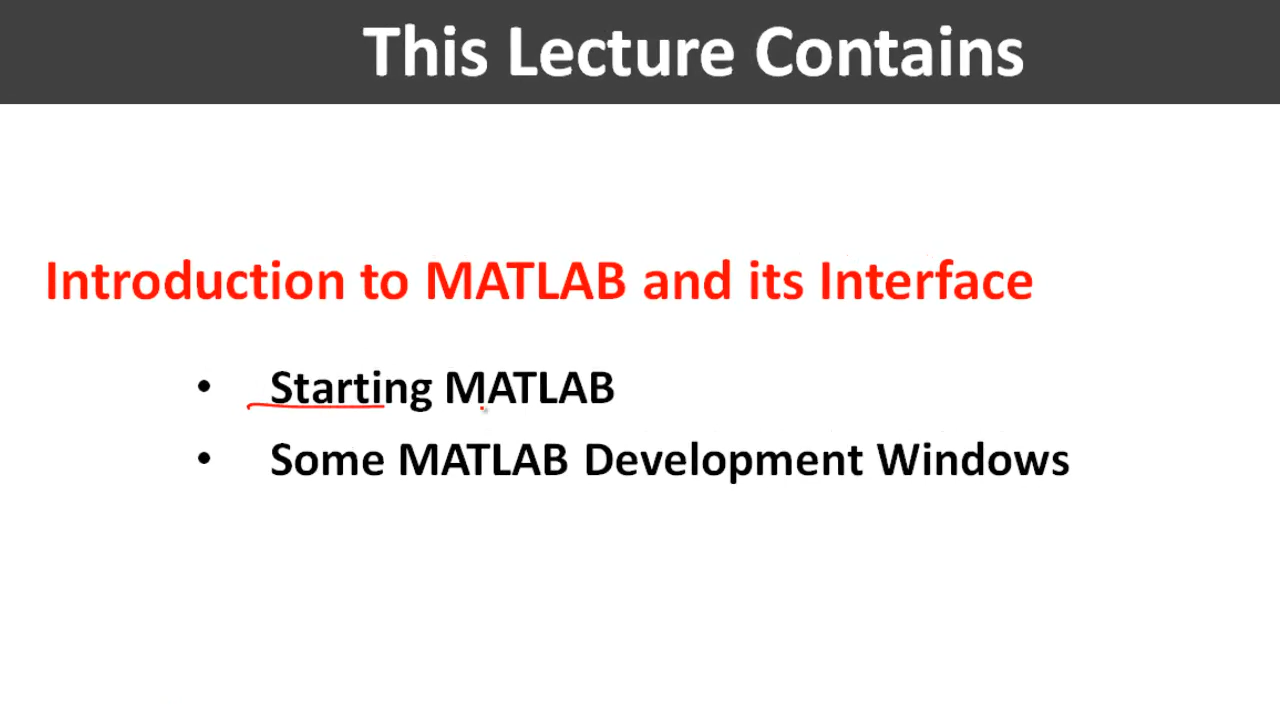 This Lecture Contains
Introduction to MATLAB and its Interface
• Starting MATLAB
• Some MATLAB Development Windows